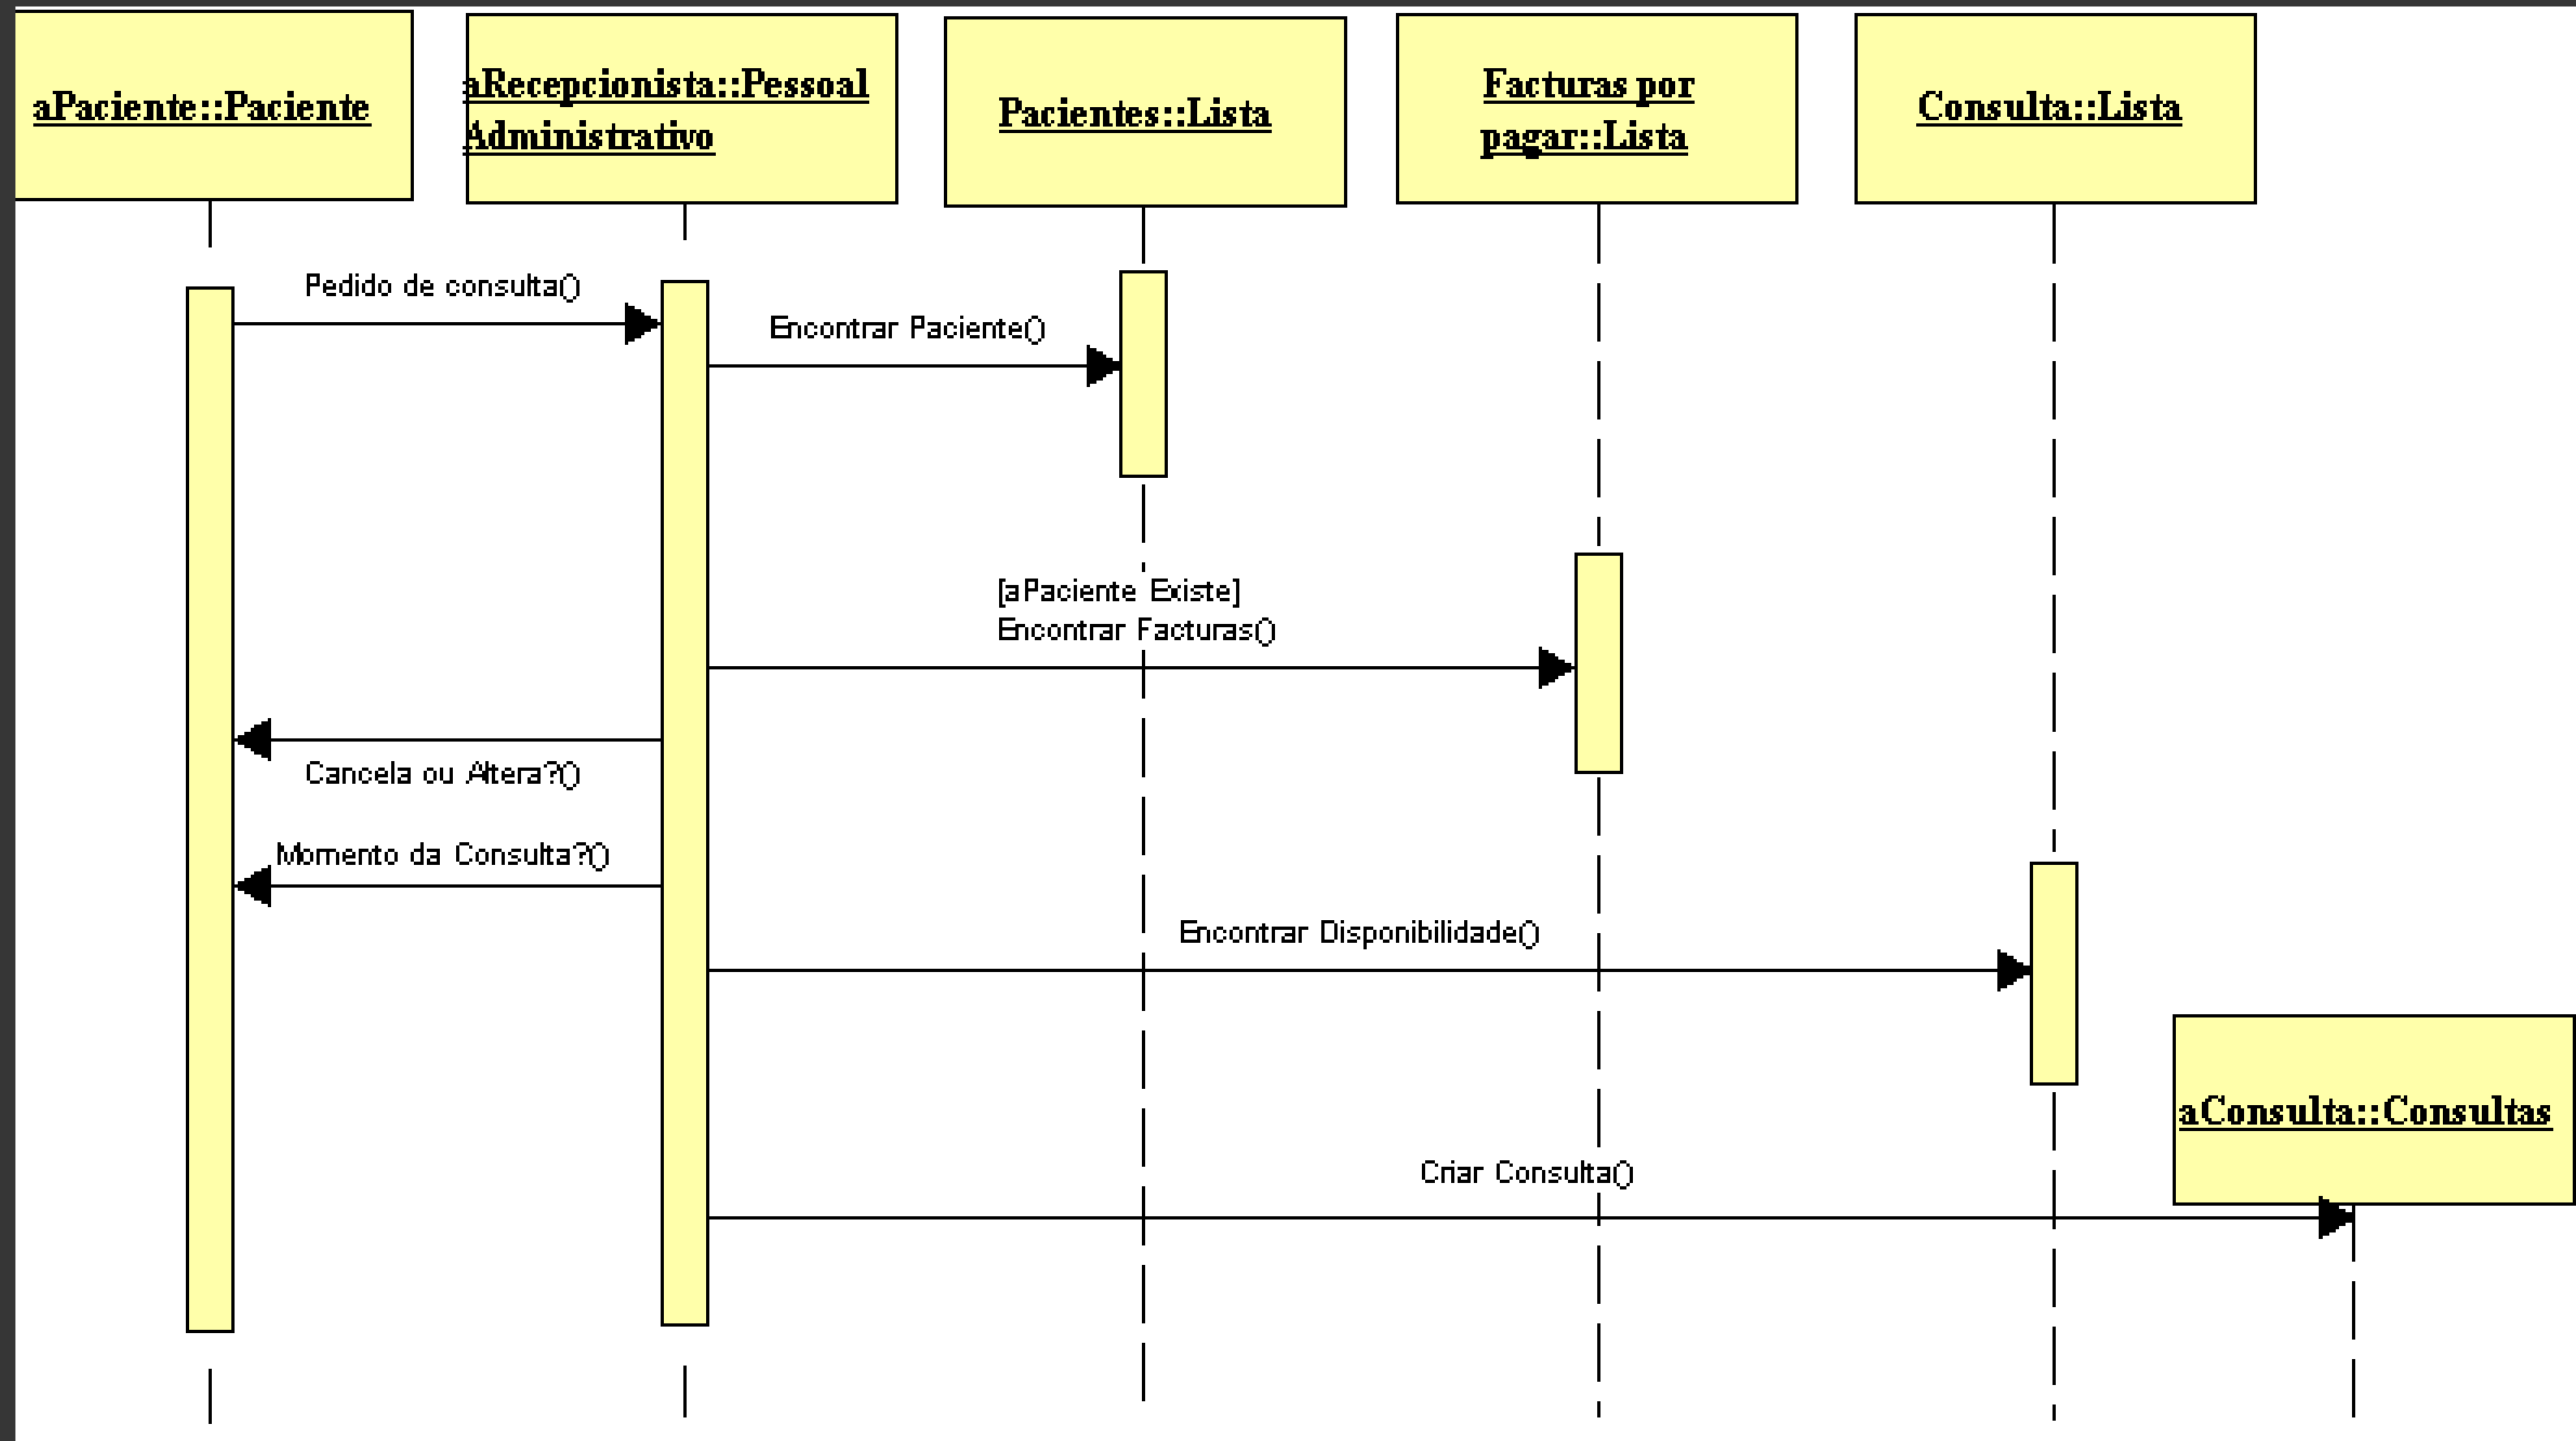 aPaciente::Paciente
aRecepcionista::Pessoal
Administrativo
Pacientes::Lista
Facturas por
pagar::Lista
Consulta::Lista
Pedido de consulta()
Encontrar Paciente()
[aPaciente Existe]
Encontrar Facturas()
Cancela ou Altera?()
Momento da Consulta?()
Encontrar Disponibilidade()
aConsulta::Consultas
Criar Consulta()